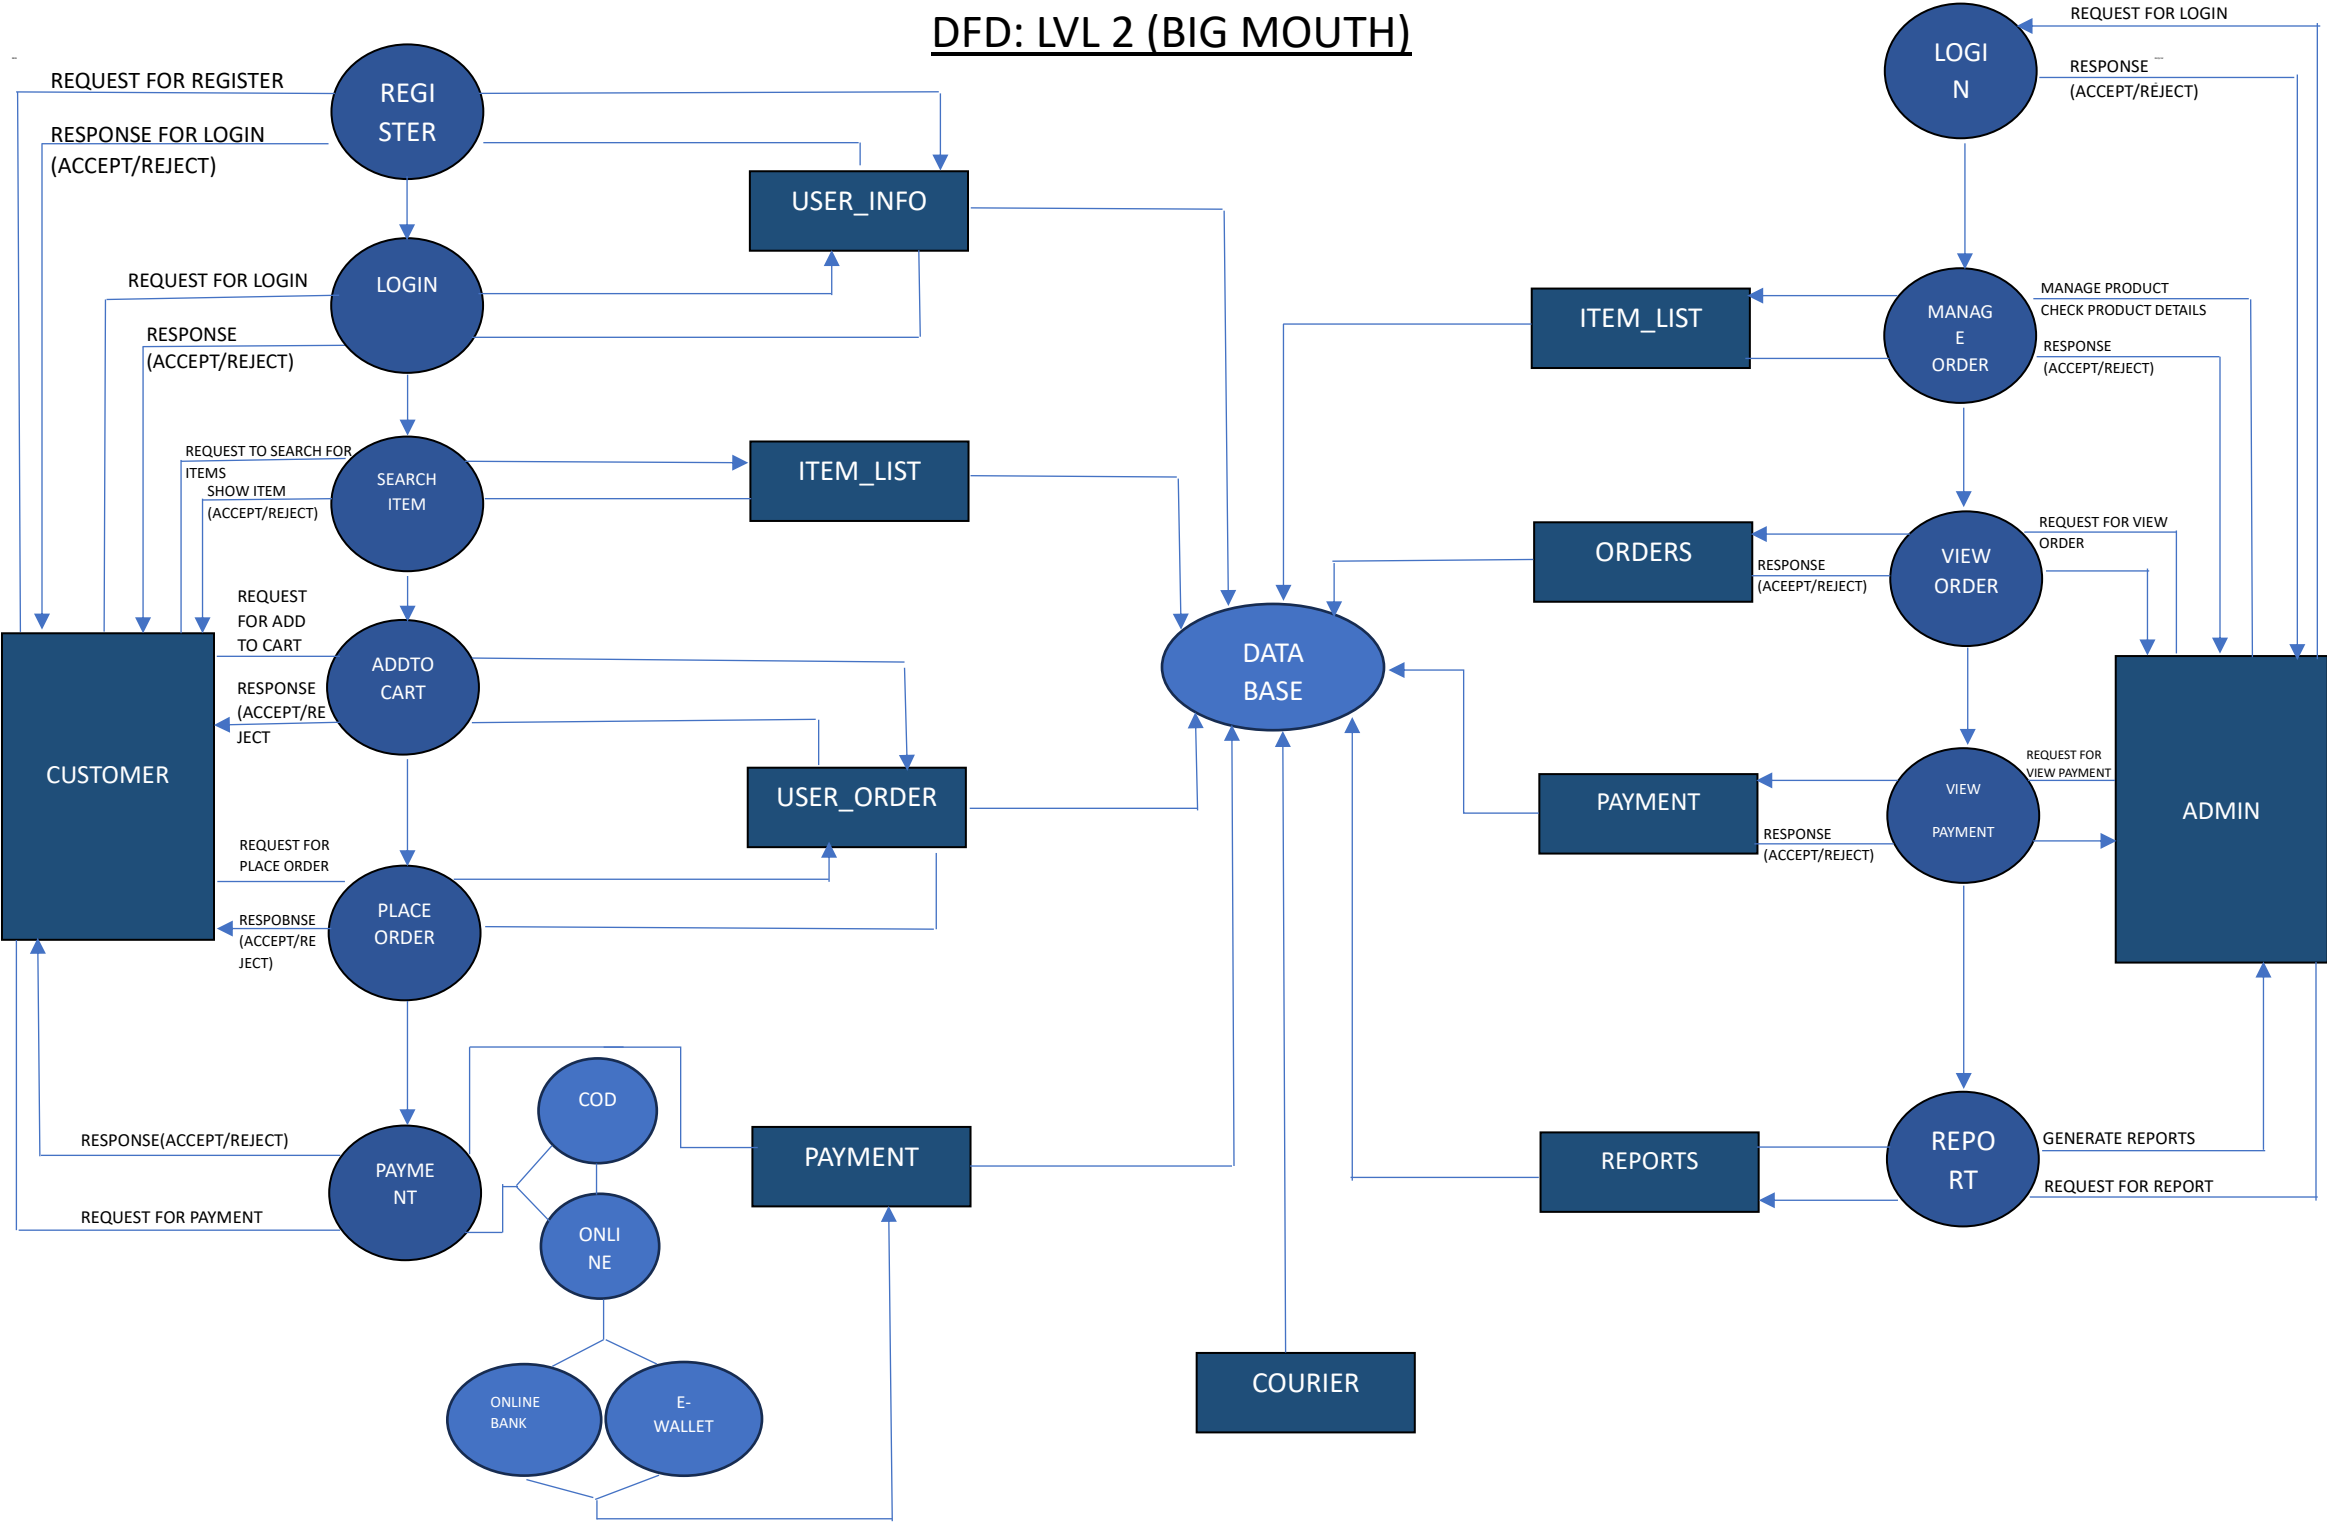 DFD: LVL 2 (BIG MOUTH)
REQUEST FOR REGISTER
RESPONSE FOR LOGIN
(ACCEPT/REJECT)
REGI
STER
USER_INFO
REQUEST FOR LOGIN
RESPONSE
(ACCEPT/REJECT)
LOGIN
REQUEST TO SEARCH FOR
ITEMS
SHOW ITEM
(ACCEPT/REJECT)
SEARCH
ITEM
ITEM_LIST
REQUEST
FOR ADD
TO CART
RESPONSE
(ACCEPT/RE
JECT
ADDTO
CART
CUSTOMER
USER_ORDER
REQUEST FOR
PLACE ORDER
RESPOBNSE
(ACCEPT/RE
JECT)
PLACE
ORDER
RESPONSE(ACCEPT/REJECT)
REQUEST FOR PAYMENT
PAYME
NT
COD
ONLI
NE
ONLINE
BANK
E-
WALLET
PAYMENT
DATA
BASE
COURIER
REQUEST FOR LOGIN
RESPONSE
(ACCEPT/REJECT)
LOGI
N
ITEM_LIST
MANAG
E
ORDER
MANAGE PRODUCT
CHECK PRODUCT DETAILS
RESPONSE
(ACCEPT/REJECT)
ORDERS
RESPONSE
(ACEEPT/REJECT)
VIEW
ORDER
REQUEST FOR VIEW
ORDER
PAYMENT
RESPONSE
(ACCEPT/REJECT)
VIEW
PAYMENT
REQUEST FOR
VIEW PAYMENT
ADMIN
REPORTS
REPO
RT
GENERATE REPORTS
REQUEST FOR REPORT